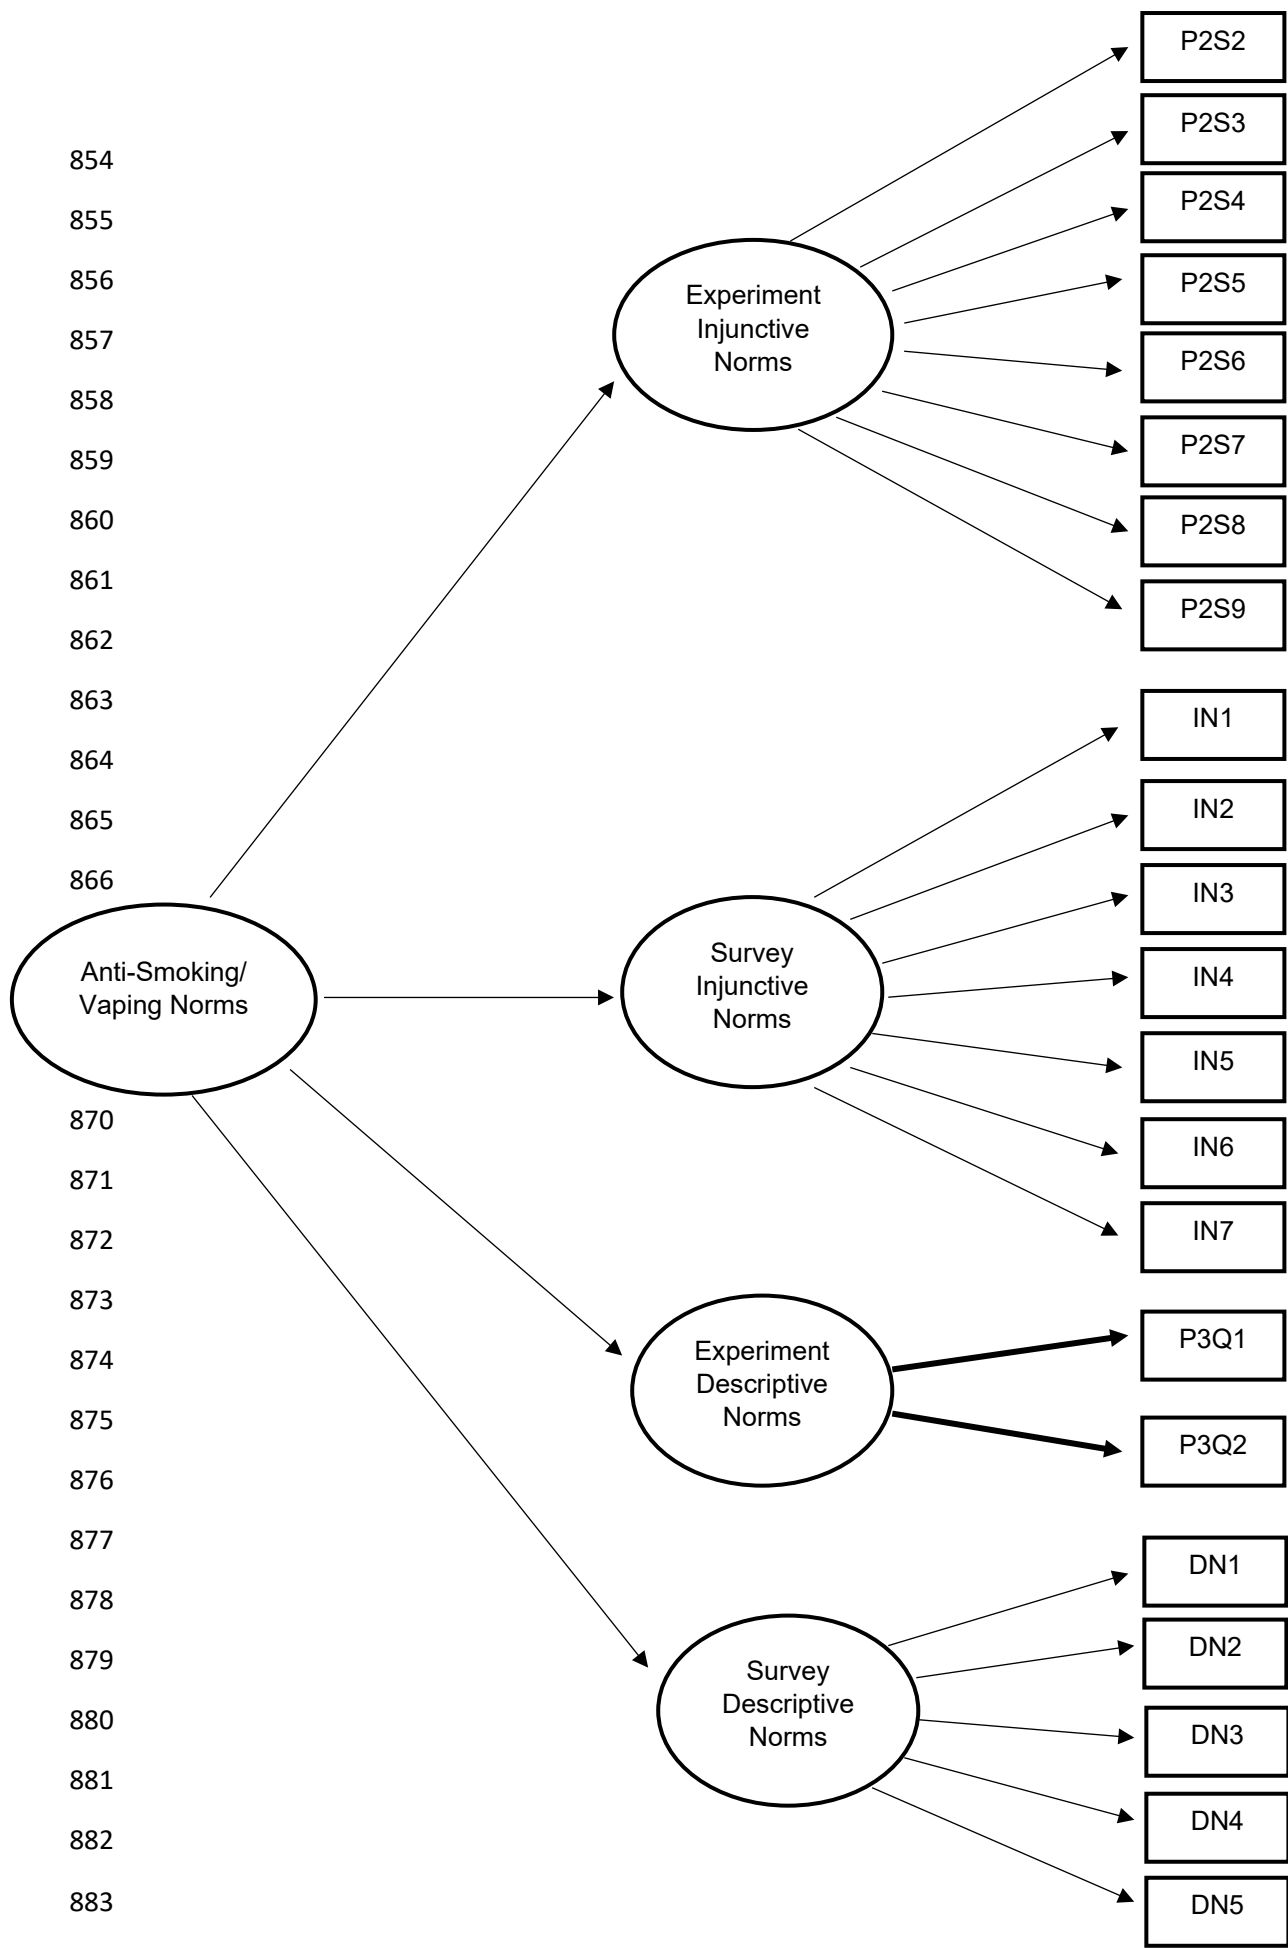 P2S2
P2S3
854
P2S4
855
856
Experiment
Injunctive
Norms
P2S5
857
P2S6
858
P2S7
859
860
P2S8
861
P2S9
862
863
IN1
864
IN2
865
866
IN3
Anti-Smoking/
Vaping Norms
Survey
Injunctive
Norms
IN4
IN5
870
IN6
871
IN7
872
873
P3Q1
874
Experiment
Descriptive
Norms
875
P3Q2
876
877
DN1
878
DN2
879
Survey
Descriptive
Norms
880
DN3
881
DN4
882
883
DN5